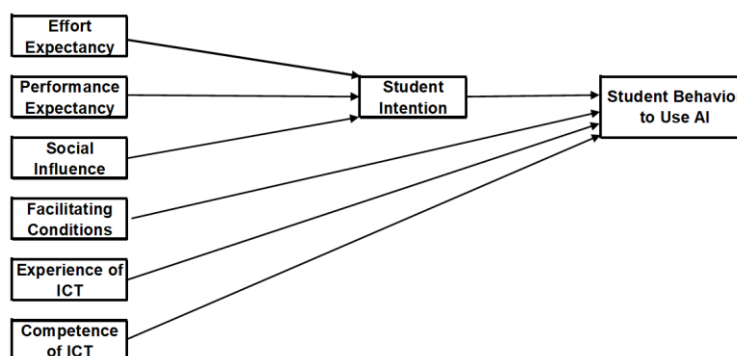 Effort
Expectancy
Performance
Expectancy
Student
Intention
Student Behavior
to Use AI
Social
Influence
Facilitating
Conditions
Experience of
ICT
Competence
of ICT